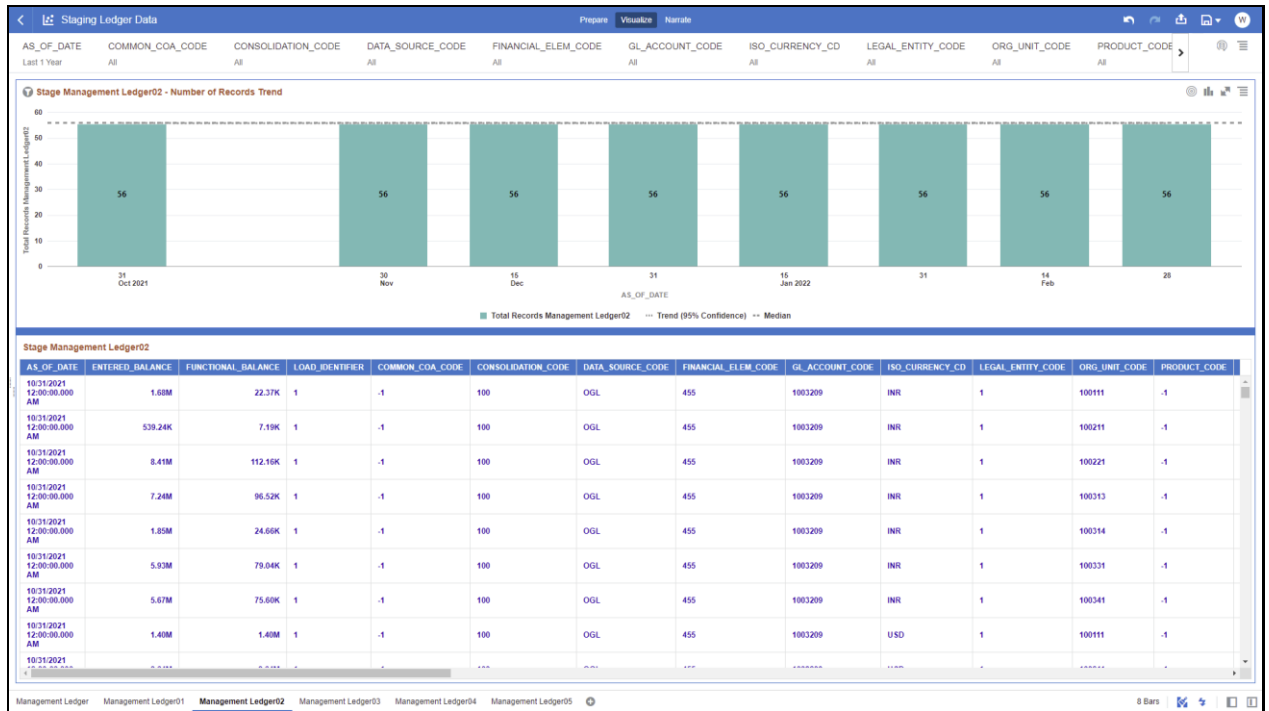 Staging Ledger Data Prepare Visualize Narrate W
AS_OF_DATE COMMON_COA_CODE CONSOLIDATION_CODE DATA_SOURCE_CODE FINANCIAL_ELEM_CODE GL_ACCOUNT_CODE ISO_CURRENCY_CD LEGAL_ENTITY_CODE ORG_UNIT_CODE PRODUCT_CODE
Last 1 Year All All All All All All All All All
Stage Management Ledger02 - Number of Records Trend
Total Records Management Ledger02
60
50
40
30
20
10
0
56 56 56 56 56 56 56 56
31 30 15 31 15 31 14 28
Oct 2021 Nov Dec Jan 2022 Feb
AS_OF_DATE
Total Records Management Ledger02 Trend (95% Confidence) Median
Stage Management Ledger02
AS_OF_DATE ENTERED_BALANCE FUNCTIONAL_BALANCE LOAD_IDENTIFIER COMMON_COA_CODE CONSOLIDATION_CODE DATA_SOURCE_CODE FINANCIAL_ELEM_CODE GL_ACCOUNT_CODE ISO_CURRENCY_CD LEGAL_ENTITY_CODE ORG_UNIT_CODE PRODUCT_CODE
10/31/2021
12:00:00.000 1.68M 22.37K 1 -1 100 OGL 455 1003209 INR 1 100111 -1
AM
10/31/2021
12:00:00.000 539.24K 7.19K 1 -1 100 OGL 455 1003209 INR 1 100211 -1
AM
10/31/2021
12:00:00.000 8.41M 112.16K 1 -1 100 OGL 455 1003209 INR 1 100221 -1
AM
10/31/2021
12:00:00.000 7.24M 96.52K 1 -1 100 OGL 455 1003209 INR 1 100313 -1
AM
10/31/2021
12:00:00.000 1.85M 24.66K 1 -1 100 OGL 455 1003209 INR 1 100314 -1
AM
10/31/2021
12:00:00.000 5.93M 79.04K 1 -1 100 OGL 455 1003209 INR 1 100331 -1
AM
10/31/2021
12:00:00.000 5.67M 75.60K 1 -1 100 OGL 455 1003209 INR 1 100341 -1
AM
10/31/2021
12:00:00.000 1.40M 1.40M 1 -1 100 OGL 455 1003209 USD 1 100111 -1
AM
10/31/2021
Management Ledger Management Ledger01 Management Ledger02 Management Ledger03 Management Ledger04 Management Ledger05 8 Bars